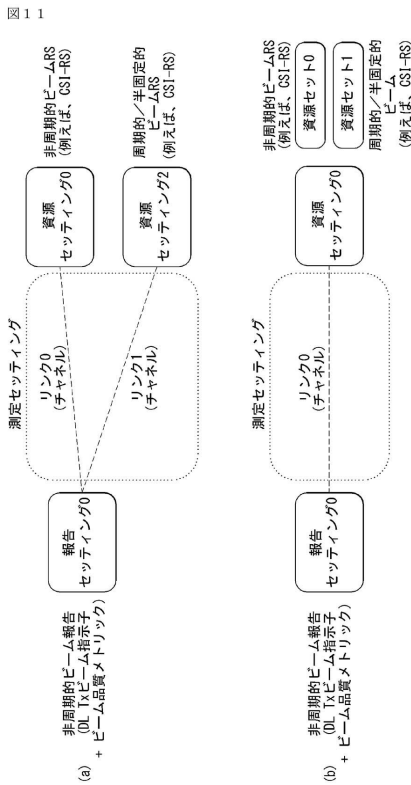 図１１
(a)
非周期的ビーム報告
(DL Txビーム指示子
+ ビーム品質メトリック)
報告
セッティング0
測定セッティング
リンク0
(チャネル)
リンク1
(チャネル)
資源
セッティング0
非周期的ビームRS
(例えば、CSI-RS)
資源
セッティング2
周期的／半固定的
ビームRS
(例えば、CSI-RS)
(b)
非周期的ビーム報告
(DL Txビーム指示子
+ ビーム品質メトリック)
報告
セッティング0
測定セッティング
リンク0
(チャネル)
資源
セッティング0
非周期的ビームRS
(例えば、CSI-RS)
資源セット0
資源セット1
周期的／半固定的
ビーム
(例えば、CSI-RS)